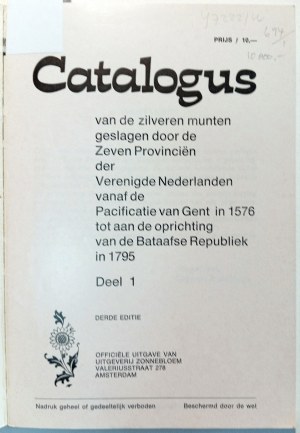 PRIJS f 10,—
Catalogus
van de zilveren munten
geslagen door de
Zeven Provinciën
der
Verenigde Nederlanden
vanaf de
Pacificatie van Gent in 1576
tot aan de oprichting
van de Bataafse Republiek
in 1795
Deel 1
DERDE EDITIE
OFFICIËLE UITGAVE VAN
UITGEVERIJ ZONNEBLOEM
VALERIUSSTRAAT 278
AMSTERDAM
Nadruk geheel of gedeeltelijk verboden Beschermd door de wet